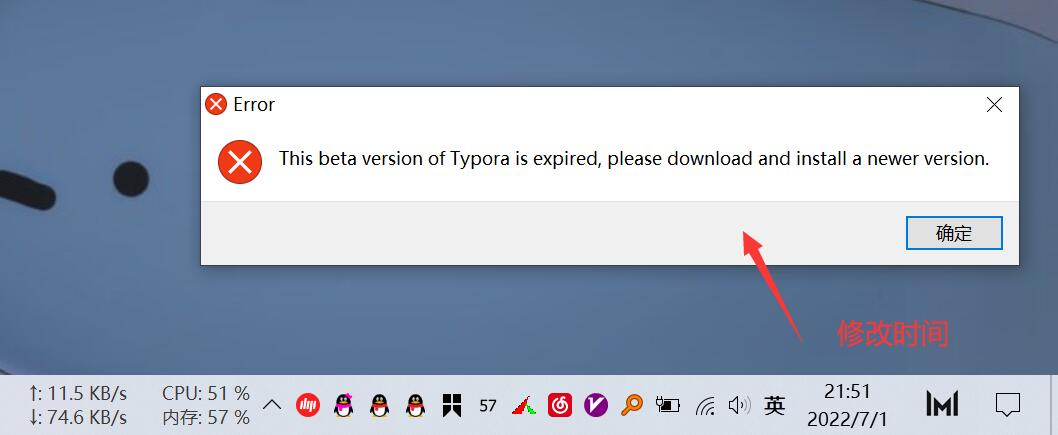 Error
This beta version of Typora is expired, please download and install a newer version.
确定
修改时间
↑: 11.5 KB/s
CPU: 51 %
↓: 74.6 KB/s
内存: 57 %
57
英
21:51
2022/7/1